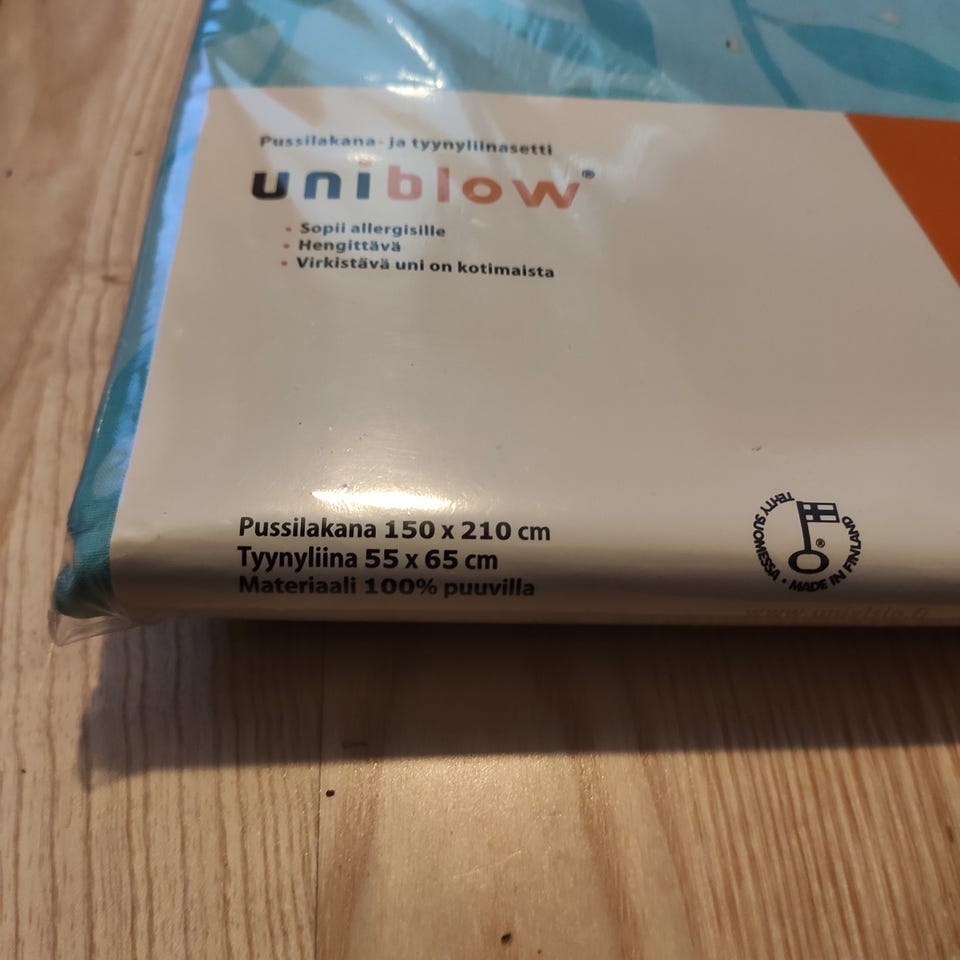 Pussilakana- ja tyynyliinasetti
uniblow®
• Sopii allergisille
• Hengittävä
• Virkistävä uni on kotimaista
Pussilakana 150 x 210 cm
Tyynyliina 55 x 65 cm
Materiaali 100% puuvilla
TEHTY SUOMESSA • MADE IN FINLAND
®